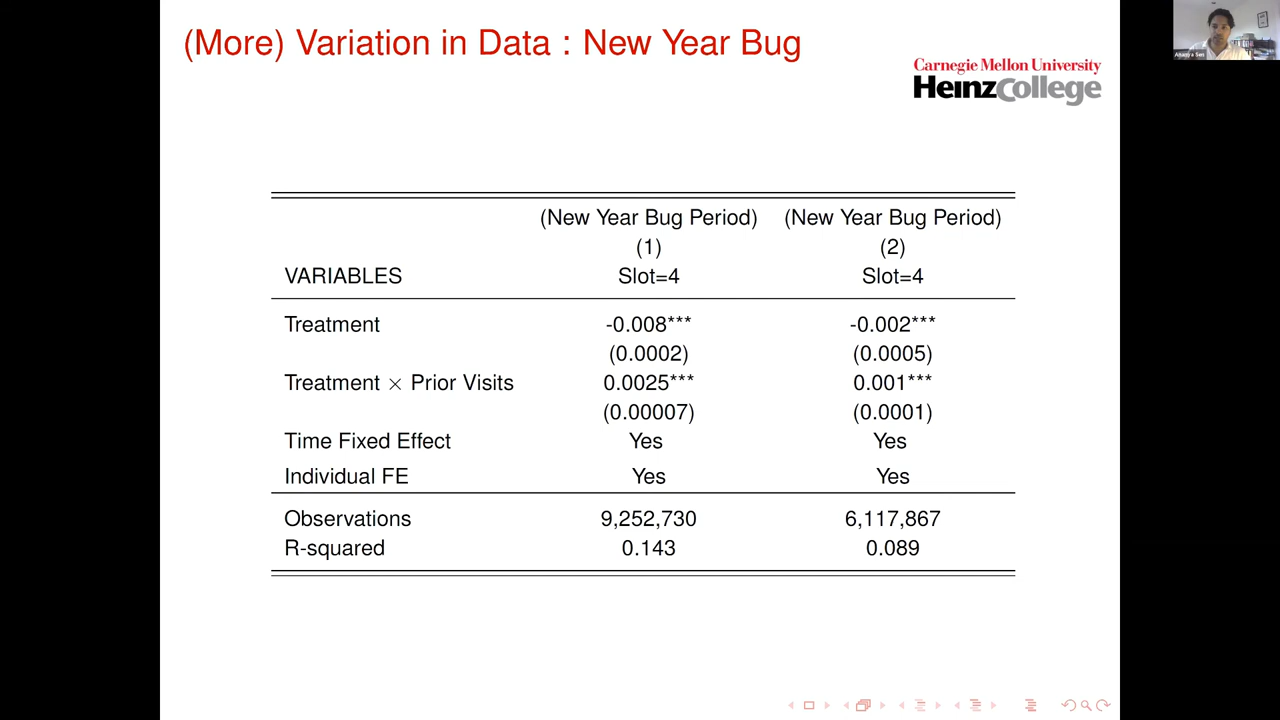 (More) Variation in Data : New Year Bug
Carnegie Mellon University
HeinzCollege
(New Year Bug Period) (New Year Bug Period)
(1) (2)
VARIABLES Slot=4 Slot=4
Treatment -0.008*** -0.002***
(0.0002) (0.0005)
Treatment × Prior Visits 0.0025*** 0.001***
(0.00007) (0.0001)
Time Fixed Effect Yes Yes
Individual FE Yes Yes
Observations 9,252,730 6,117,867
R-squared 0.143 0.089